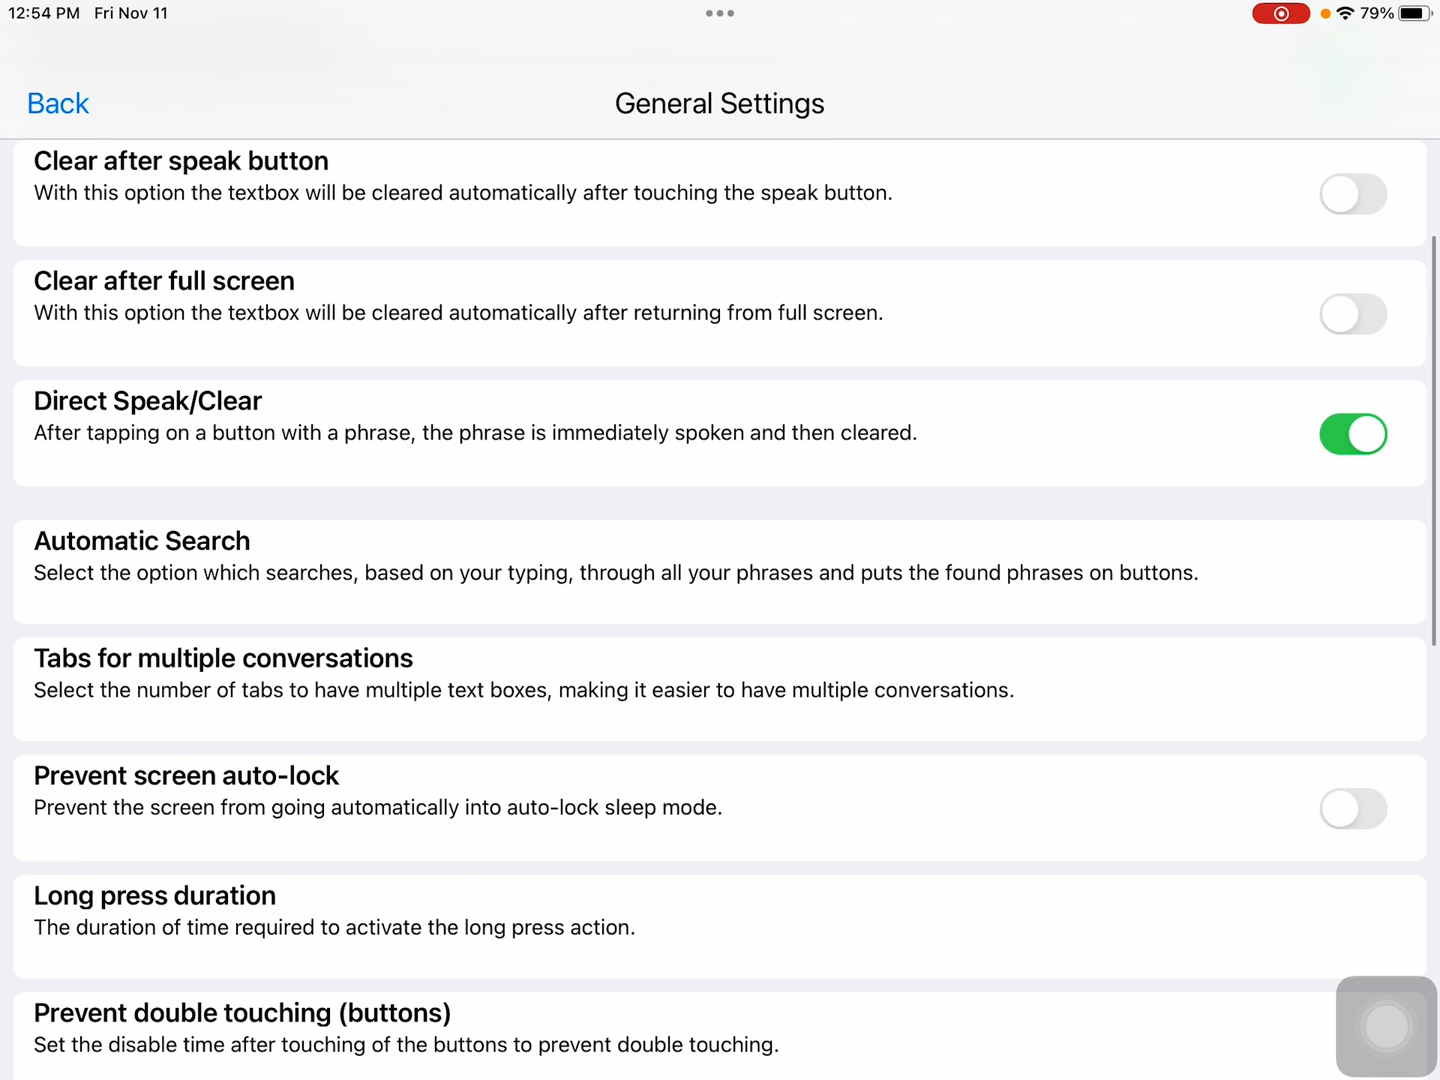 12:54 PM Fri Nov 11
79%
Back
General Settings
Clear after speak button
With this option the textbox will be cleared automatically after touching the speak button.
Clear after full screen
With this option the textbox will be cleared automatically after returning from full screen.
Direct Speak/Clear
After tapping on a button with a phrase, the phrase is immediately spoken and then cleared.
Automatic Search
Select the option which searches, based on your typing, through all your phrases and puts the found phrases on buttons.
Tabs for multiple conversations
Select the number of tabs to have multiple text boxes, making it easier to have multiple conversations.
Prevent screen auto-lock
Prevent the screen from going automatically into auto-lock sleep mode.
Long press duration
The duration of time required to activate the long press action.
Prevent double touching (buttons)
Set the disable time after touching of the buttons to prevent double touching.